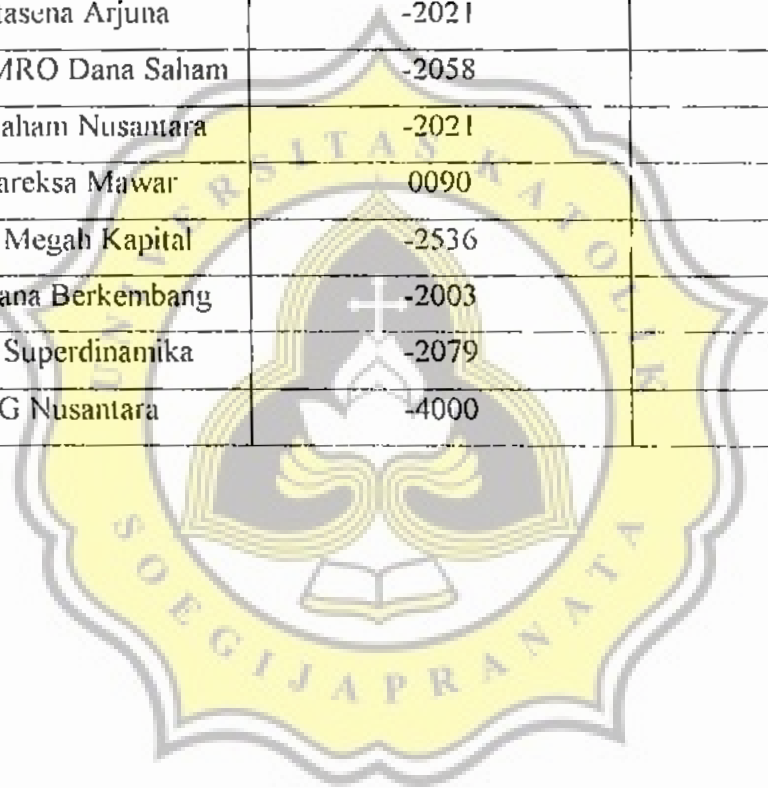 tasena Arjuna -2021
MRO Dana Saham -2058
aham Nusantara -2021
areksa Mawar 0090
Megah Kapital -2536
ana Berkembang -2003
Superdinamika -2079
G Nusantara -4000
UNIVERSITAS KATOLIK
SOEGIJAPRANATA